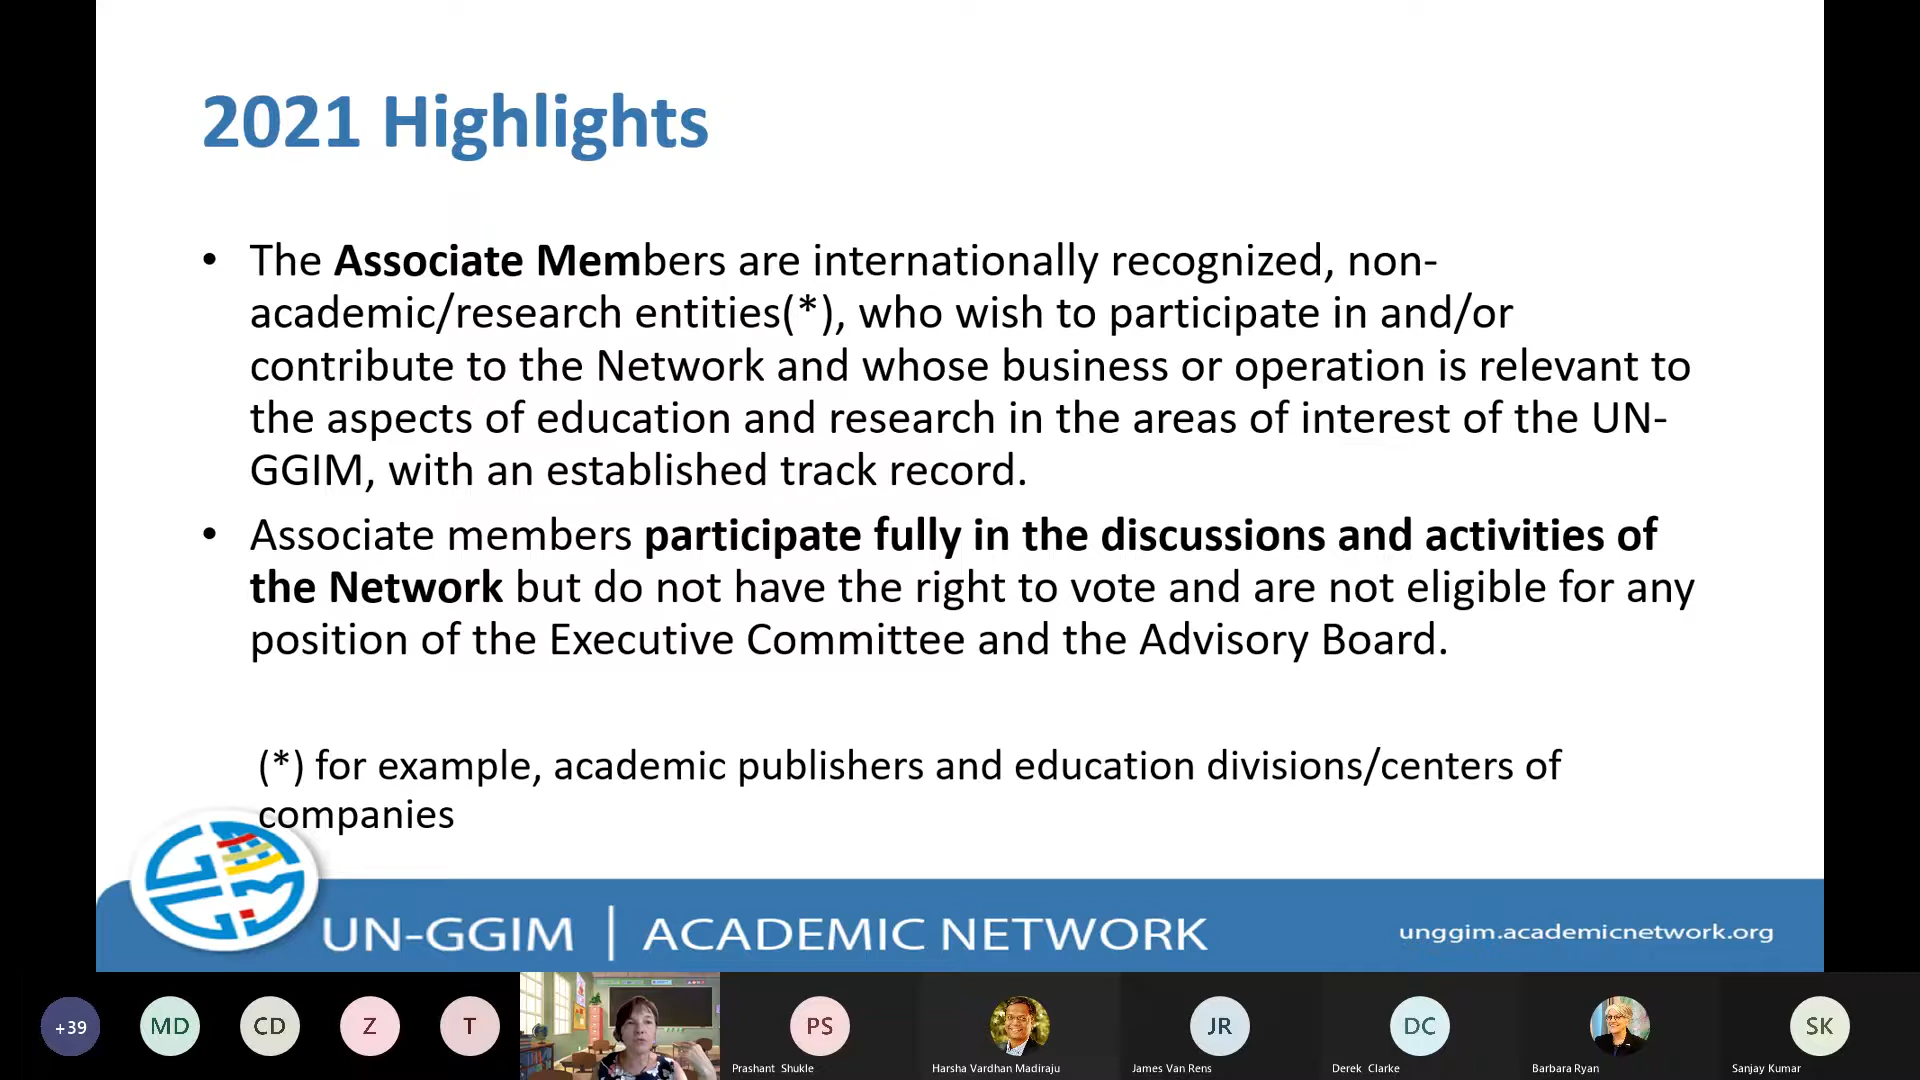 2021 Highlights
• The Associate Members are internationally recognized, non-
academic/research entities(*), who wish to participate in and/or
contribute to the Network and whose business or operation is relevant to
the aspects of education and research in the areas of interest of the UN-
GGIM, with an established track record.
• Associate members participate fully in the discussions and activities of
the Network but do not have the right to vote and are not eligible for any
position of the Executive Committee and the Advisory Board.
(*) for example, academic publishers and education divisions/centers of
companies
UN-GGIM | ACADEMIC NETWORK
unggim.academicnetwork.org
+39
MD
CD
Z
T
PS
JR
DC
SK
Prashant Shukle
Harsha Vardhan Madiraju
James Van Rens
Derek Clarke
Barbara Ryan
Sanjay Kumar